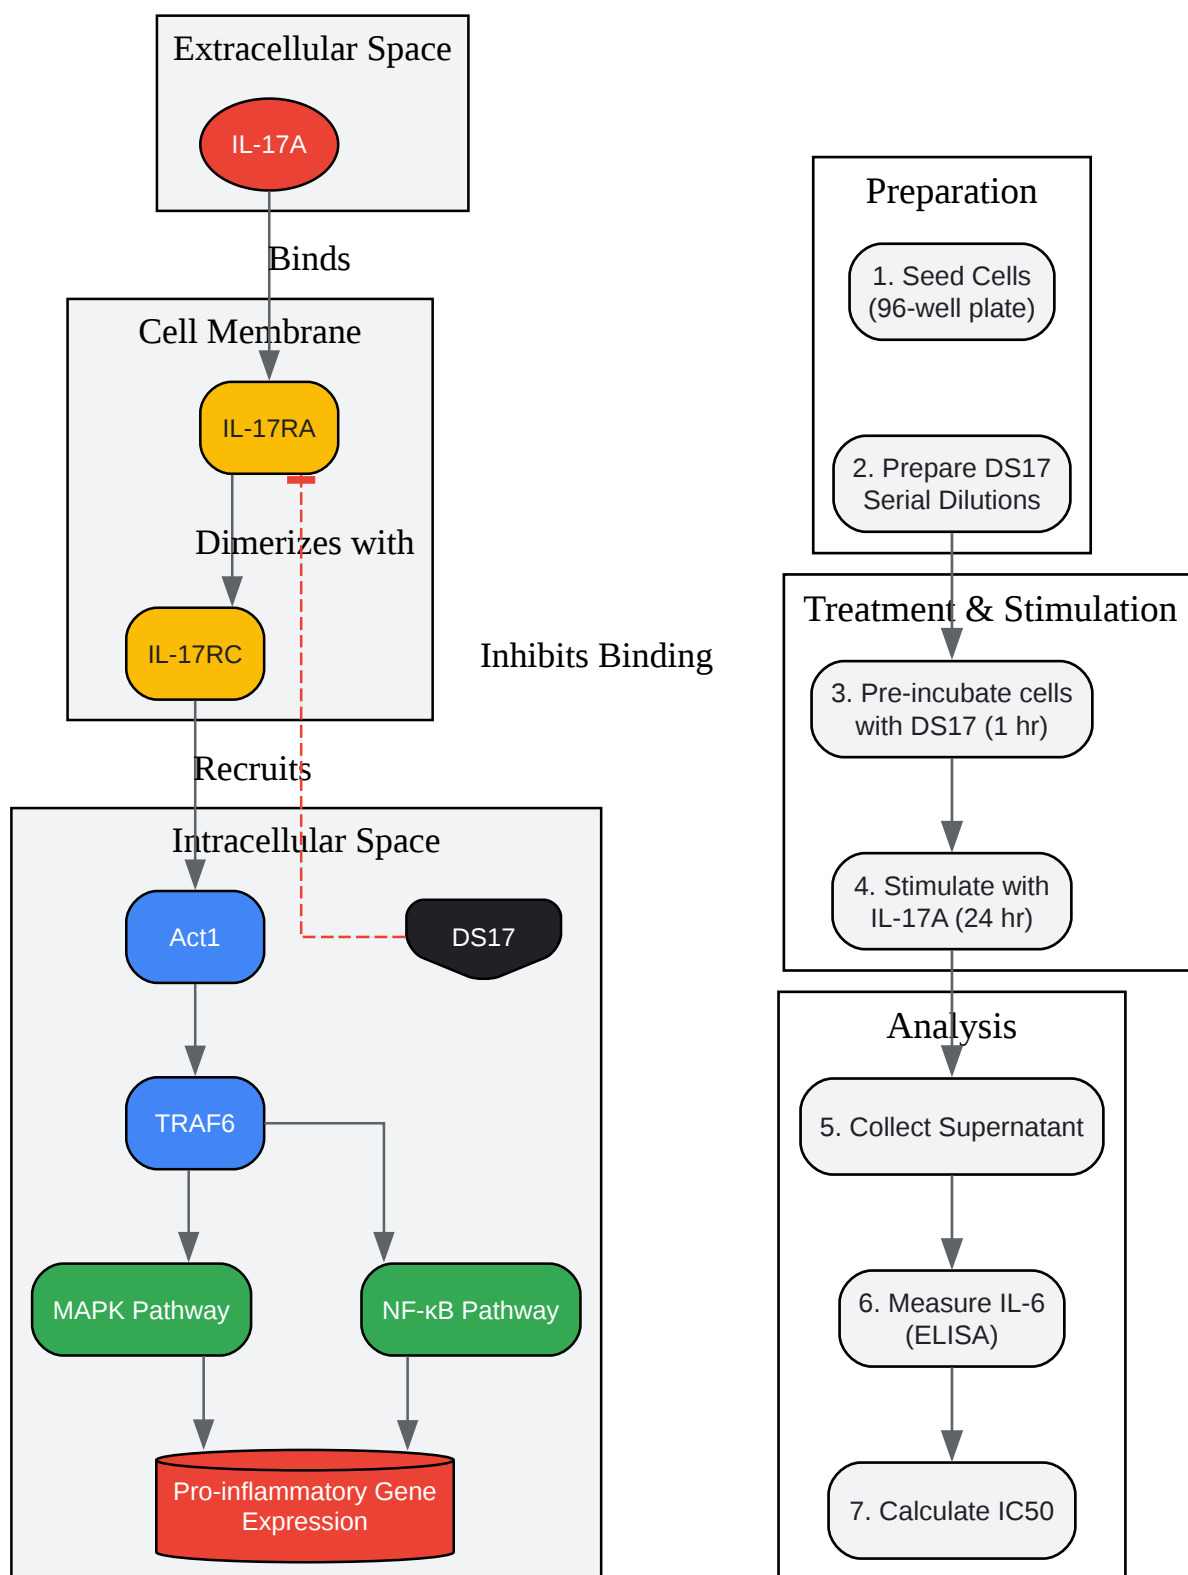 Extracellular Space
IL-17A
Binds
Cell Membrane
IL-17RA
Dimerizes with
IL-17RC
Inhibits Binding
Recruits
Intracellular Space
Act1
DS17
TRAF6
MAPK Pathway
NF-κB Pathway
Pro-inflammatory Gene
Expression
Preparation
1. Seed Cells
(96-well plate)
2. Prepare DS17
Serial Dilutions
Treatment & Stimulation
3. Pre-incubate cells
with DS17 (1 hr)
4. Stimulate with
IL-17A (24 hr)
Analysis
5. Collect Supernatant
6. Measure IL-6
(ELISA)
7. Calculate IC50